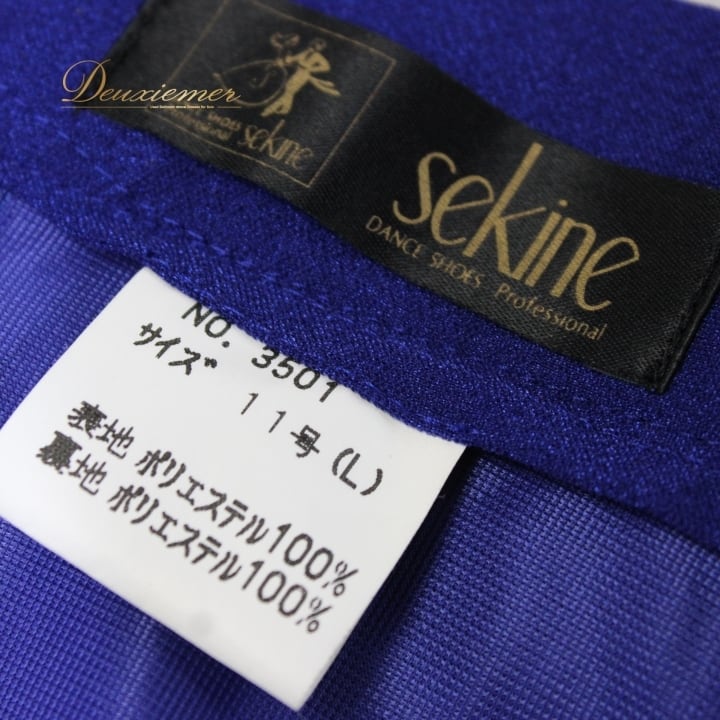 Deuxiemer
SHOES
sekine
sekine
DANCE SHOES Professional
NO. 3501
サイズ
11号(L)
表地 ポリエステル100%
裏地 ポリエステル100%